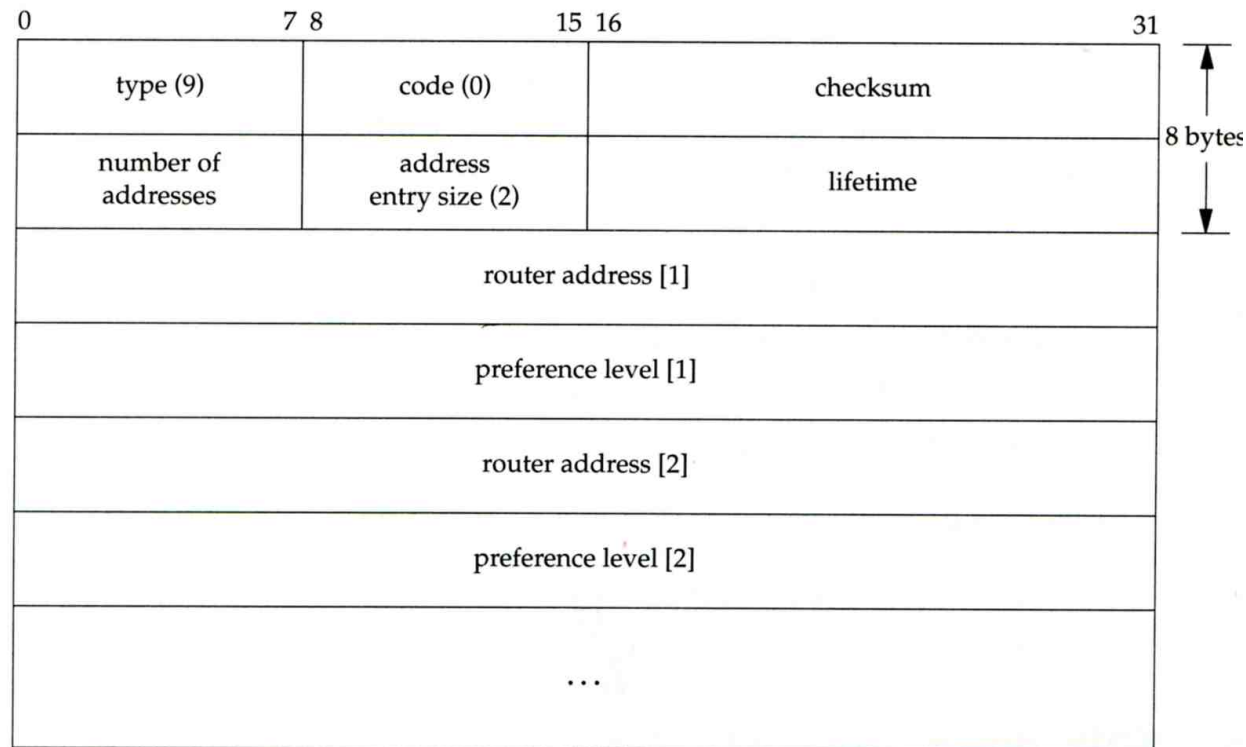 0 7 8 15 16 31
type (9) code (0) checksum
8 bytes
number of addresses address entry size (2) lifetime
router address [1]
preference level [1]
router address [2]
preference level [2]
...